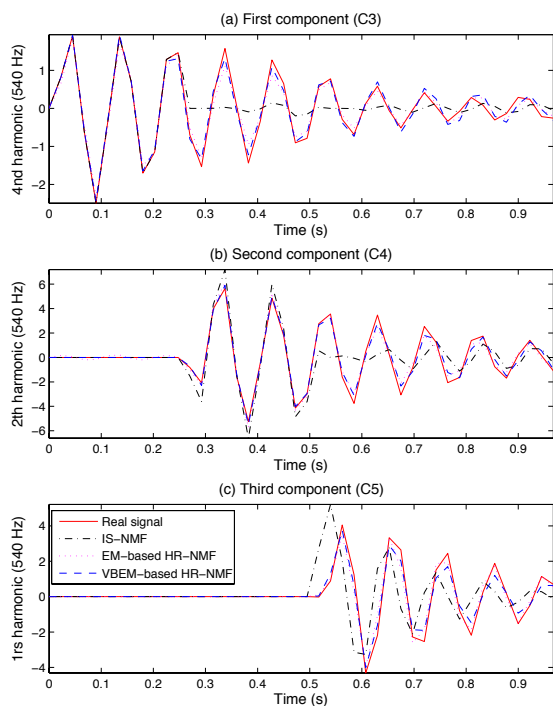 (a) First component (C3)
4nd harmonic (540 Hz)
1
0
−1
−2
0 0.1 0.2 0.3 0.4 0.5 0.6 0.7 0.8 0.9
Time (s)
(b) Second component (C4)
2th harmonic (540 Hz)
6
4
2
0
−2
−4
−6
0 0.1 0.2 0.3 0.4 0.5 0.6 0.7 0.8 0.9
Time (s)
(c) Third component (C5)
1rs harmonic (540 Hz)
4
2
0
−2
−4
Real signal
IS−NMF
EM−based HR−NMF
VBEM−based HR−NMF
0 0.1 0.2 0.3 0.4 0.5 0.6 0.7 0.8 0.9
Time (s)